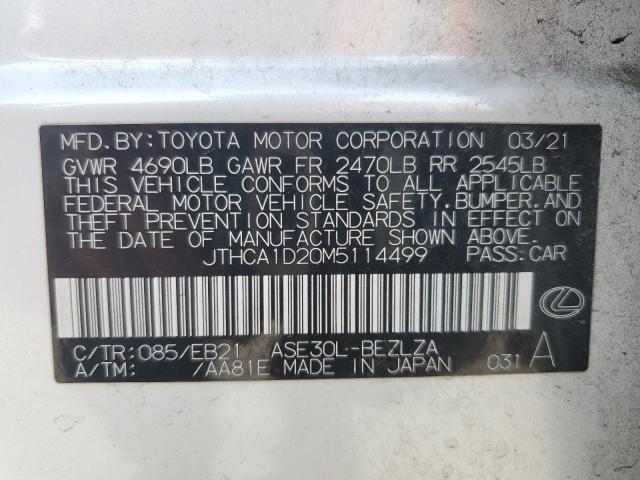 MFD.BY:TOYOTA MOTOR CORPORATION 03/21
GVWR 4690LB GAWR FR 2470LB RR 2545LB
THIS VEHICLE CONFORMS TO ALL APPLICABLE
FEDERAL MOTOR VEHICLE SAFETY.BUMPER.AND
THEFT PREVENTION STANDARDS IN EFFECT ON
THE DATE OF MANUFACTURE SHOWN ABOVE.
JTHCA1D20M5114499 PASS.CAR
C/TR:085/EB21 ASE30L-BEZLZA
A/TM: /AA81E MADE IN JAPAN 031 A